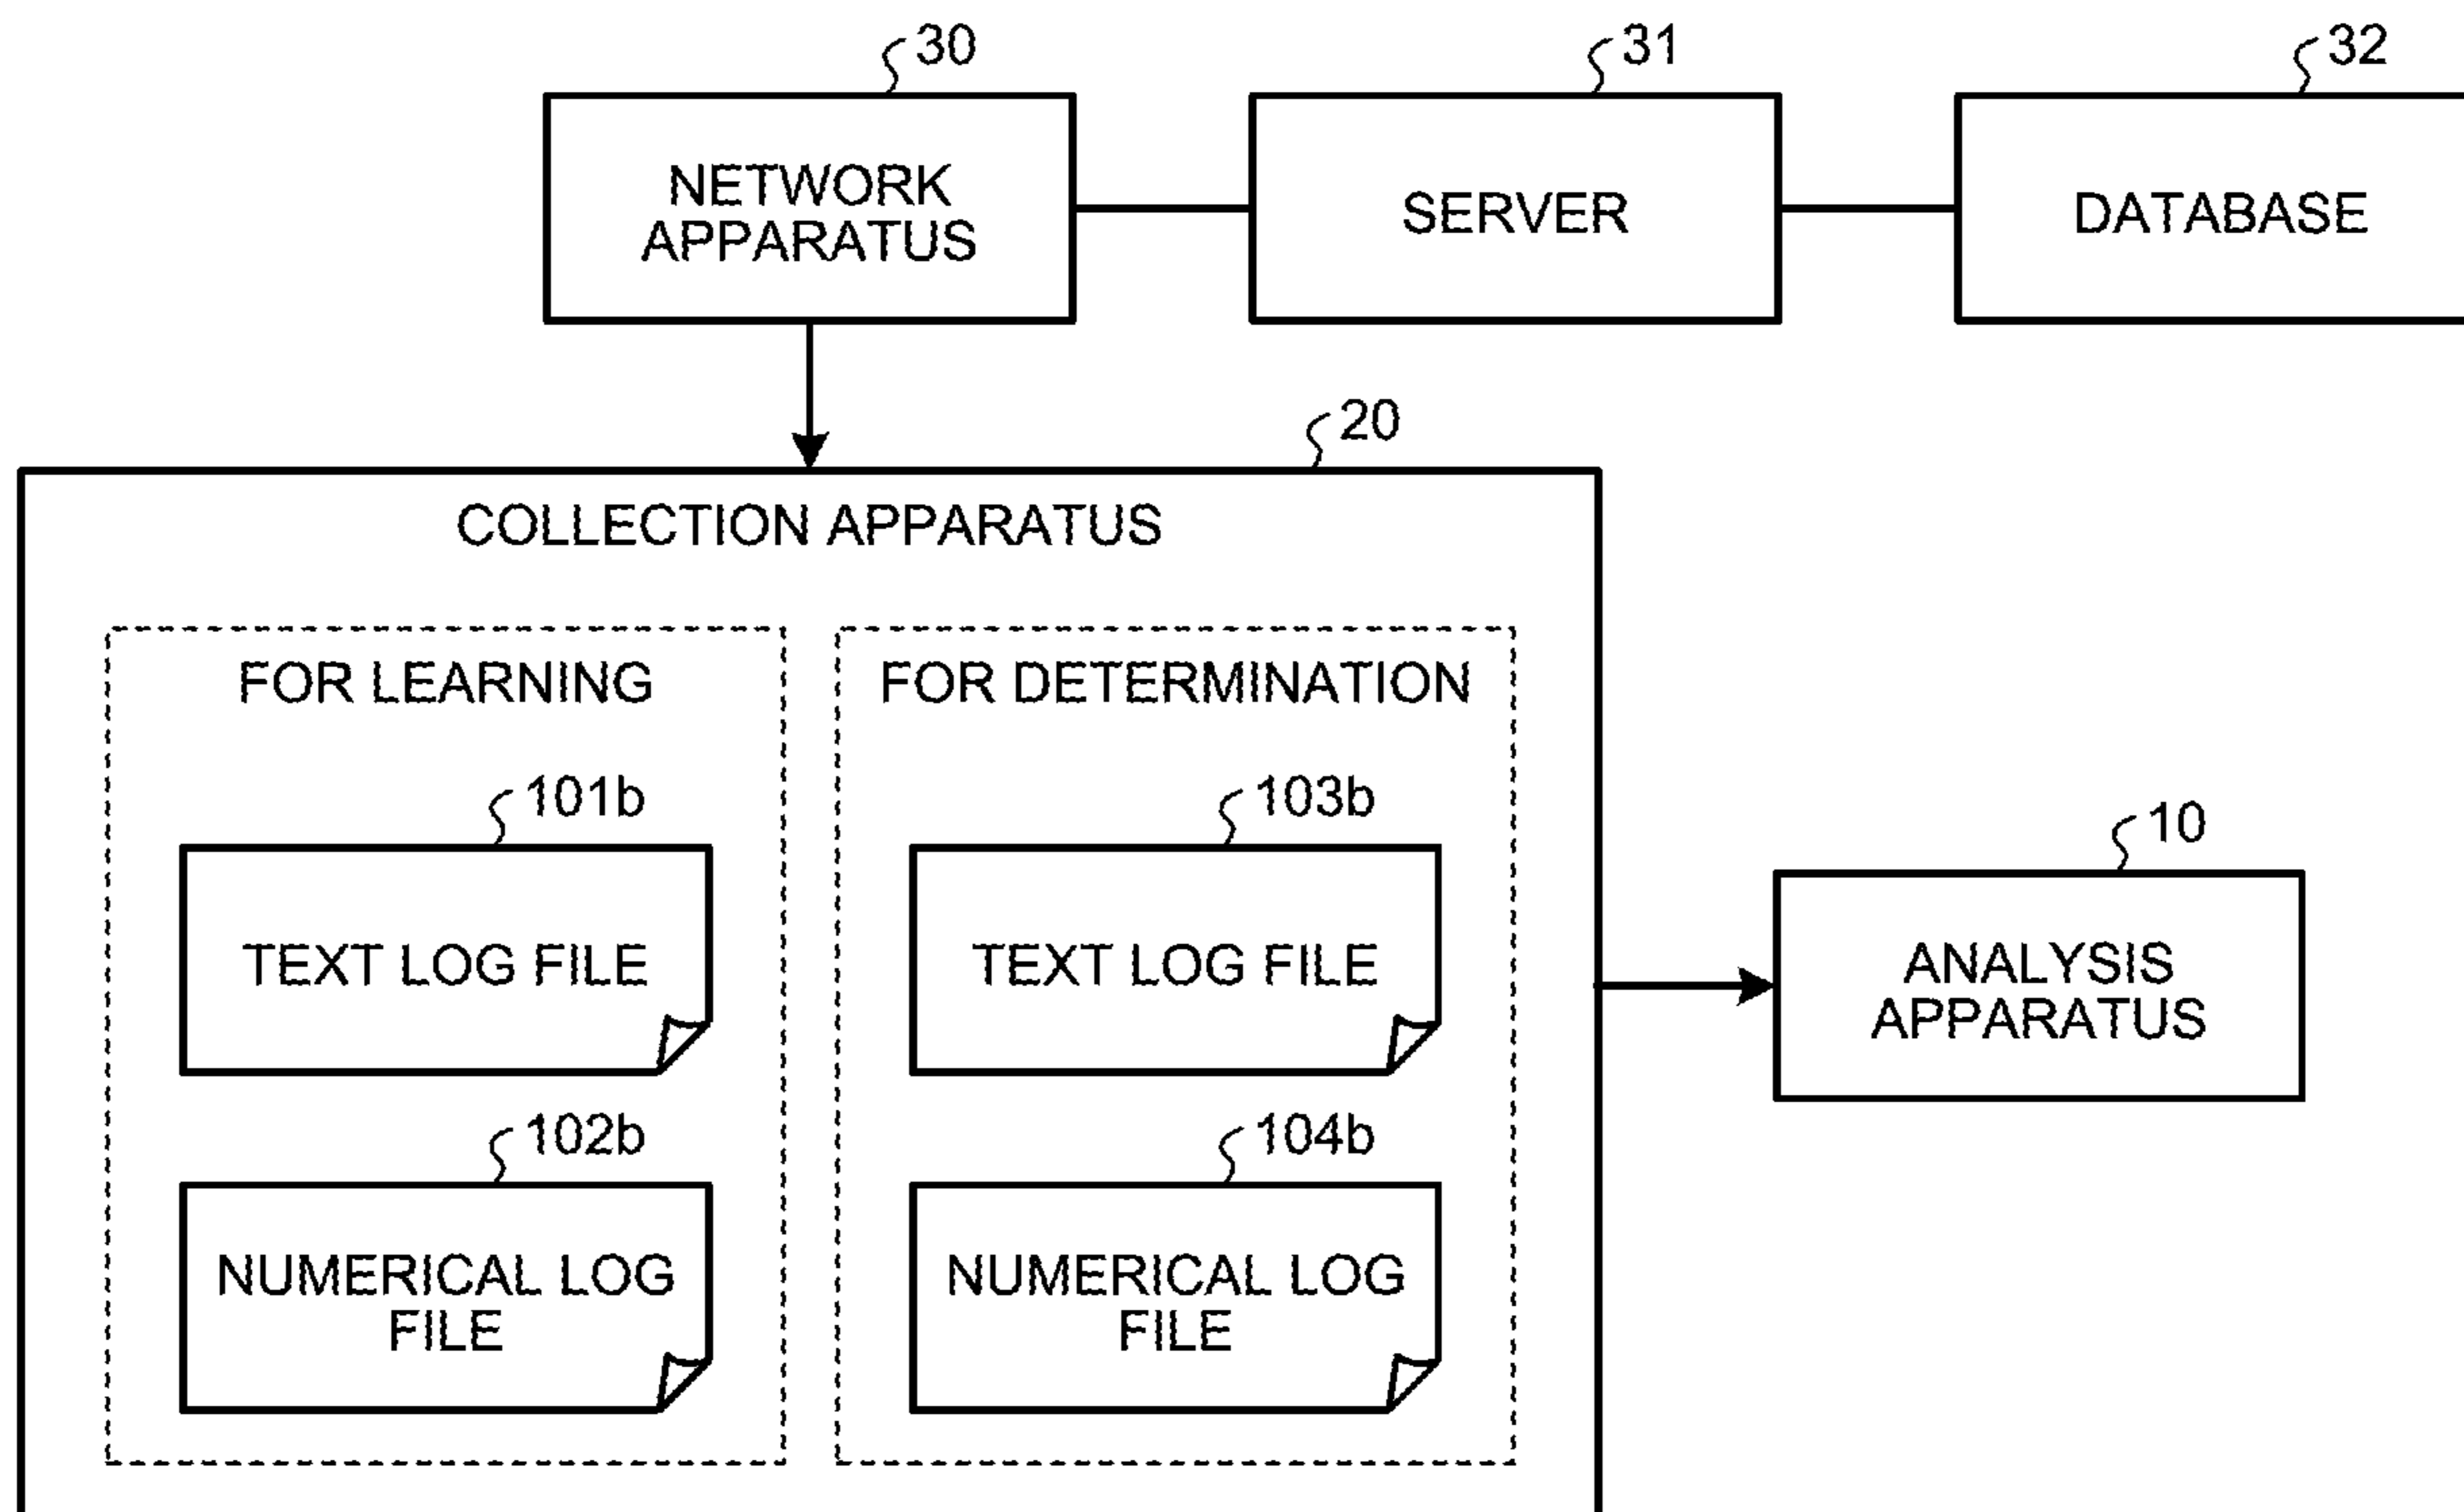 30
31
32
NETWORK
APPARATUS
SERVER
DATABASE
20
COLLECTION APPARATUS
FOR LEARNING
FOR DETERMINATION
101b
103b
10
TEXT LOG FILE
TEXT LOG FILE
ANALYSIS
APPARATUS
102b
104b
NUMERICAL LOG
FILE
NUMERICAL LOG
FILE